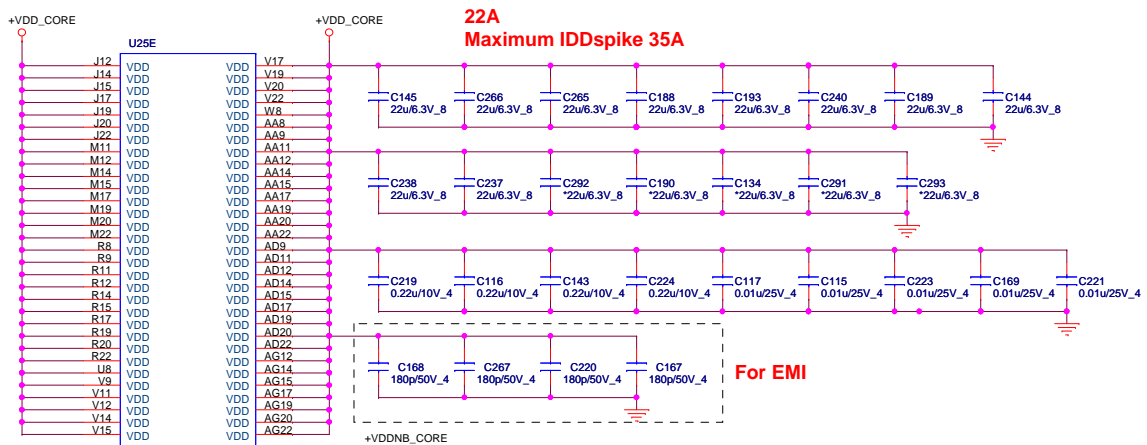 22A
Maximum IDDspike 35A
+VDD_CORE
+VDD_CORE
U25E
J12 VDD VDD V17
J14 VDD VDD V19
J15 VDD VDD V20
J17 VDD VDD V22
J19 VDD VDD W8
J20 VDD VDD AA8
J22 VDD VDD AA9
M11 VDD VDD AA11
M12 VDD VDD AA12
M14 VDD VDD AA14
M15 VDD VDD AA15
M17 VDD VDD AA17
M19 VDD VDD AA19
M20 VDD VDD AA20
M22 VDD VDD AA22
R8 VDD VDD AD9
R9 VDD VDD AD11
R11 VDD VDD AD12
R12 VDD VDD AD14
R14 VDD VDD AD15
R15 VDD VDD AD17
R17 VDD VDD AD19
R19 VDD VDD AD20
R20 VDD VDD AD22
R22 VDD VDD AG12
U8 VDD VDD AG14
V9 VDD VDD AG15
V11 VDD VDD AG17
V12 VDD VDD AG19
V14 VDD VDD AG20
V15 VDD VDD AG22
C145 C266 C265 C188 C193 C240 C189 C144
22u/6.3V_8 22u/6.3V_8 22u/6.3V_8 22u/6.3V_8 22u/6.3V_8 22u/6.3V_8 22u/6.3V_8 22u/6.3V_8
C238 C237 C292 C190 C134 C291 C293
22u/6.3V_8 22u/6.3V_8 *22u/6.3V_8 *22u/6.3V_8 *22u/6.3V_8 *22u/6.3V_8 *22u/6.3V_8
C219 C116 C143 C224 C117 C115 C223 C169 C221
0.22u/10V_4 0.22u/10V_4 0.22u/10V_4 0.22u/10V_4 0.01u/25V_4 0.01u/25V_4 0.01u/25V_4 0.01u/25V_4 0.01u/25V_4
C168 C267 C220 C167
180p/50V_4 180p/50V_4 180p/50V_4 180p/50V_4
For EMI
+VDDNB_CORE